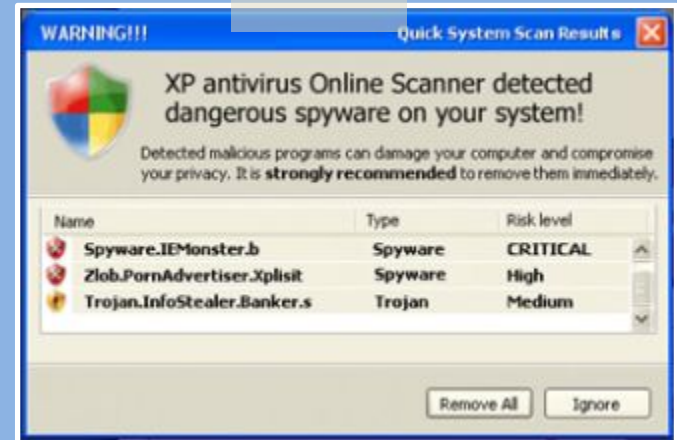 WARNING!!! Quick System Scan Results
XP antivirus Online Scanner detected
dangerous spyware on your system!
Detected malicious programs can damage your computer and compromise
your privacy. It is strongly recommended to remove them immediately.
Name Type Risk level
Spyware.IEMonster.b Spyware CRITICAL
Zlob.PornAdvertiser.Xplisit Spyware High
Trojan.InfoStealer.Banker.s Trojan Medium
Remove All Ignore